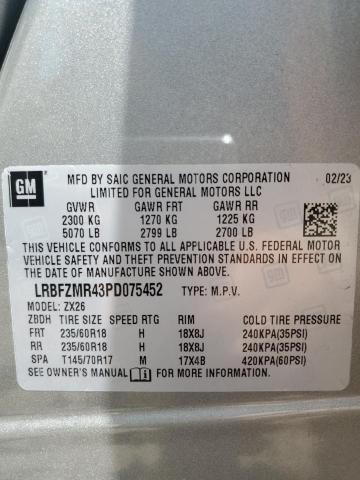 GM
MFD BY SAIC GENERAL MOTORS CORPORATION 02/23
LIMITED FOR GENERAL MOTORS LLC
GVWR GAWR FRT GAWR RR
2300 KG 1270 KG 1225 KG
5070 LB 2799 LB 2700 LB
THIS VEHICLE CONFORMS TO ALL APPLICABLE U.S. FEDERAL MOTOR
VEHICLE SAFETY, BUMPER, AND THEFT PREVENTION STANDARDS IN
EFFECT ON THE DATE OF MANUFACTURE SHOWN ABOVE.
LRBFZMR43PD075452 TYPE: M.P.V.
MODEL: ZX26
ZBDH TIRE SIZE SPEED RTG RIM COLD TIRE PRESSURE
FRT 235/60R18 H 18X8J 240KPA(35PSI)
RR 235/60R18 H 18X8J 240KPA(35PSI)
SPA T145/70R17 M 17X4B 420KPA(60PSI)
SEE OWNER'S MANUAL FOR MORE INFORMATION.